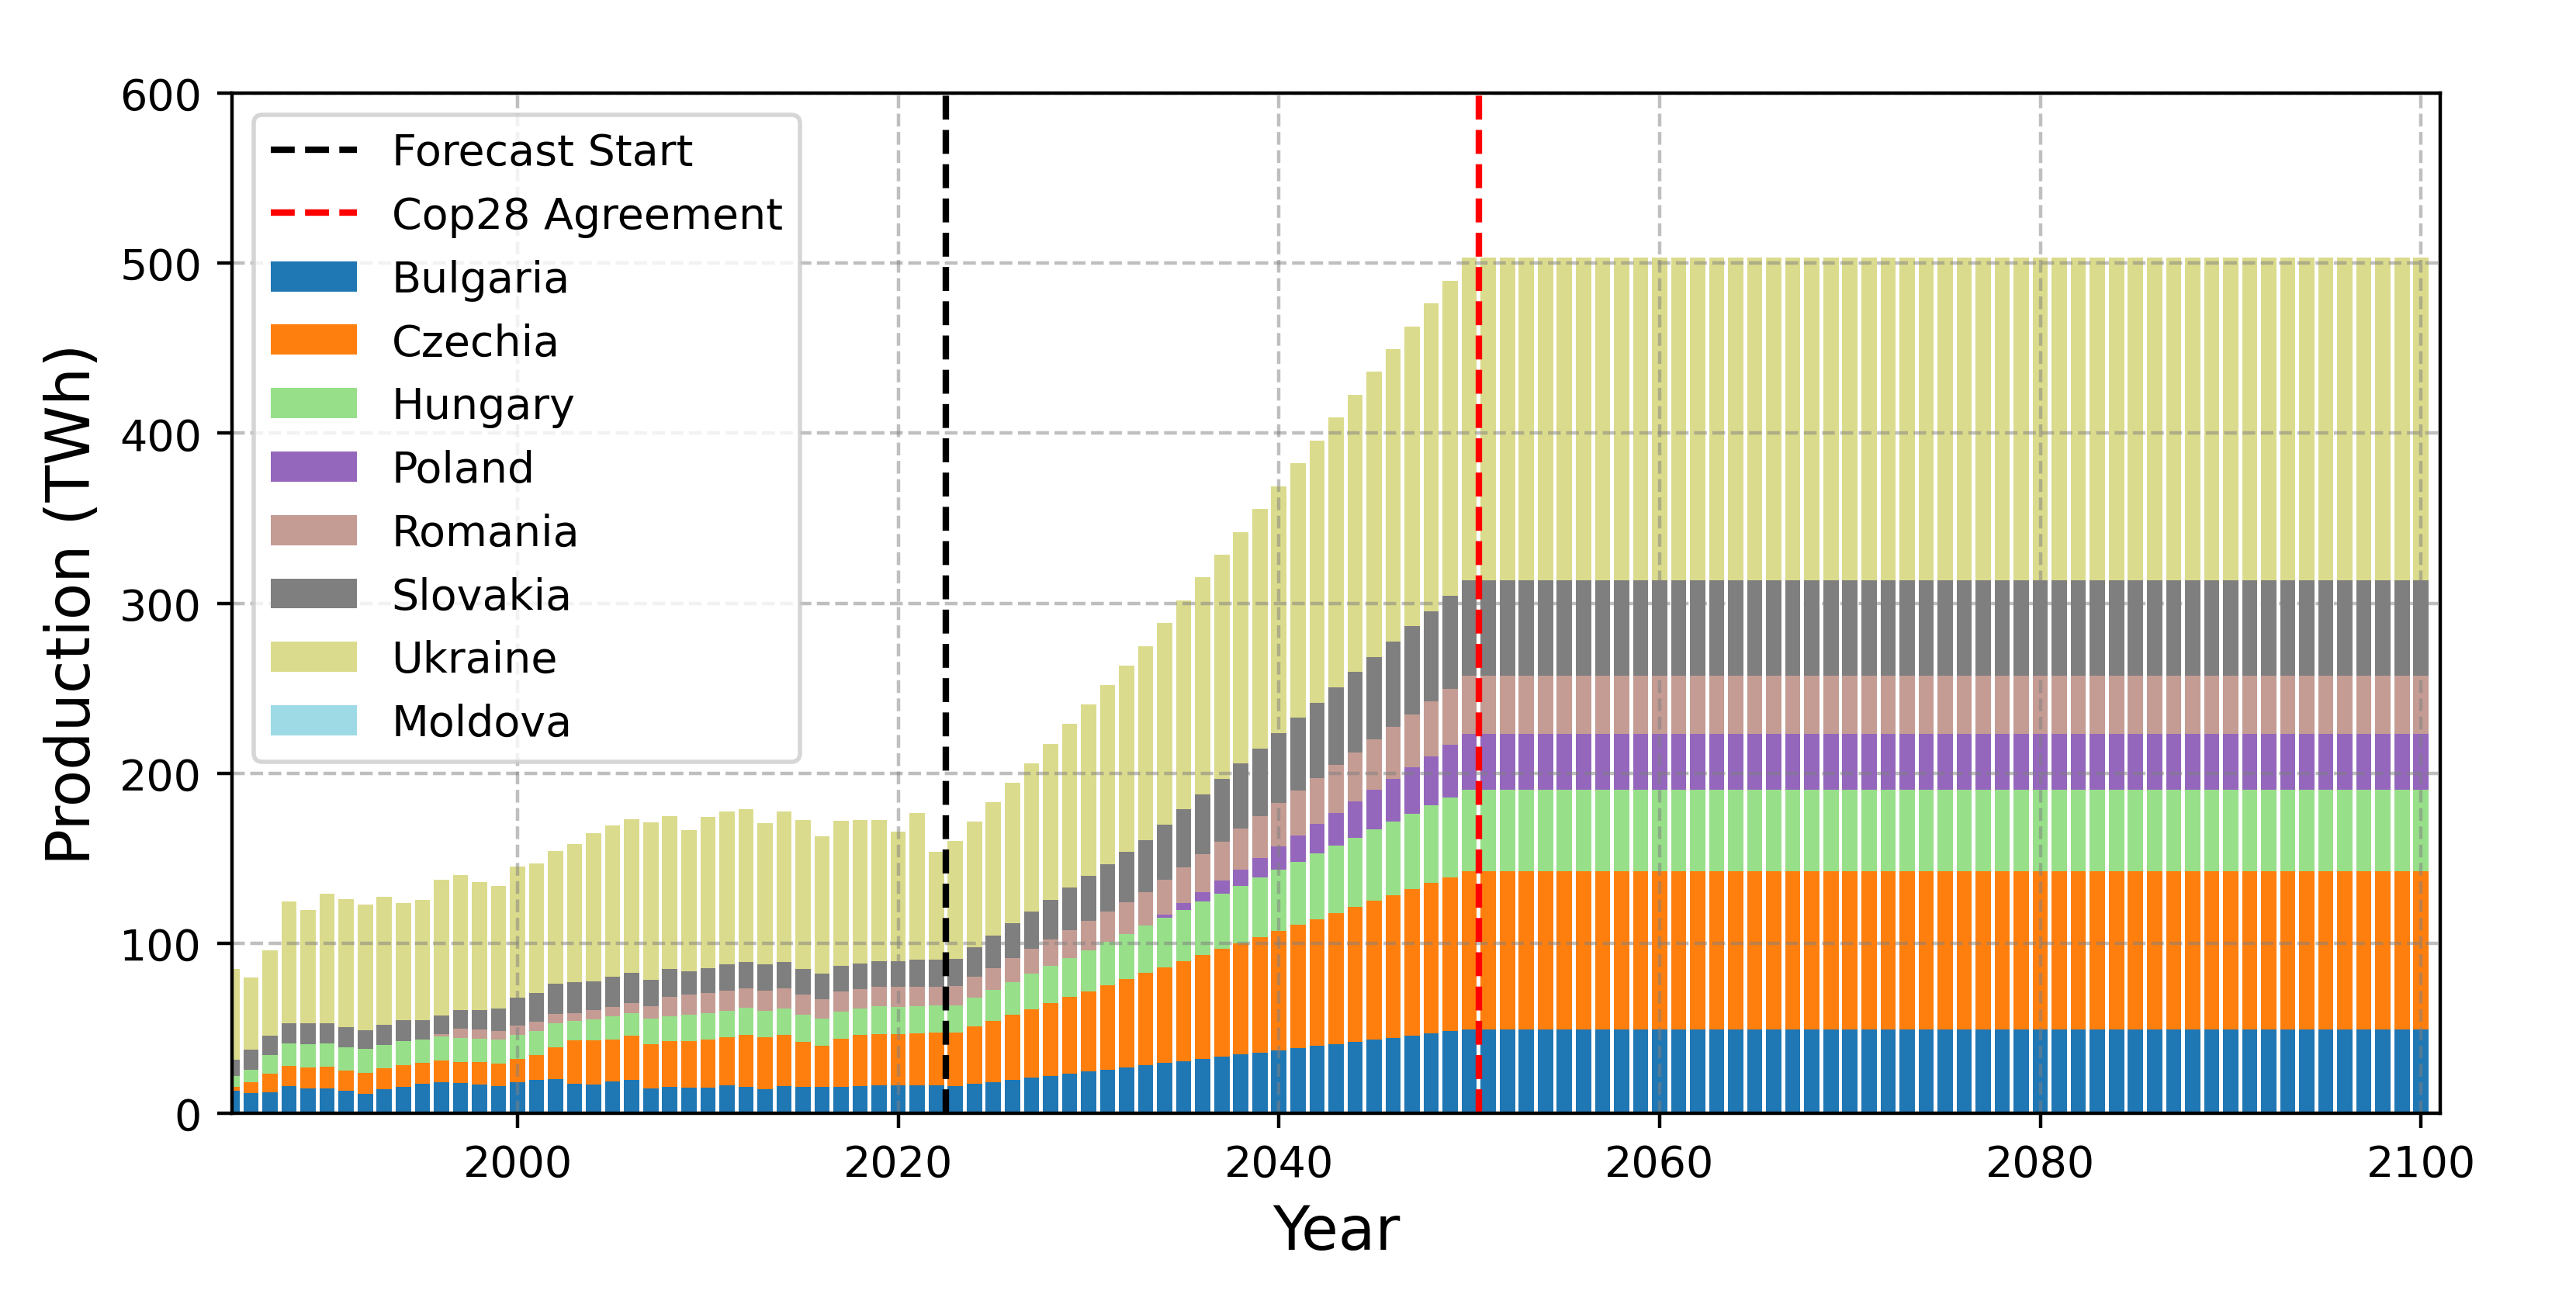 600
500
400
300
200
100
0
Production (TWh)
Forecast Start
Cop28 Agreement
Bulgaria
Czechia
Hungary
Poland
Romania
Slovakia
Ukraine
Moldova
2000
2020
2040
2060
2080
2100
Year